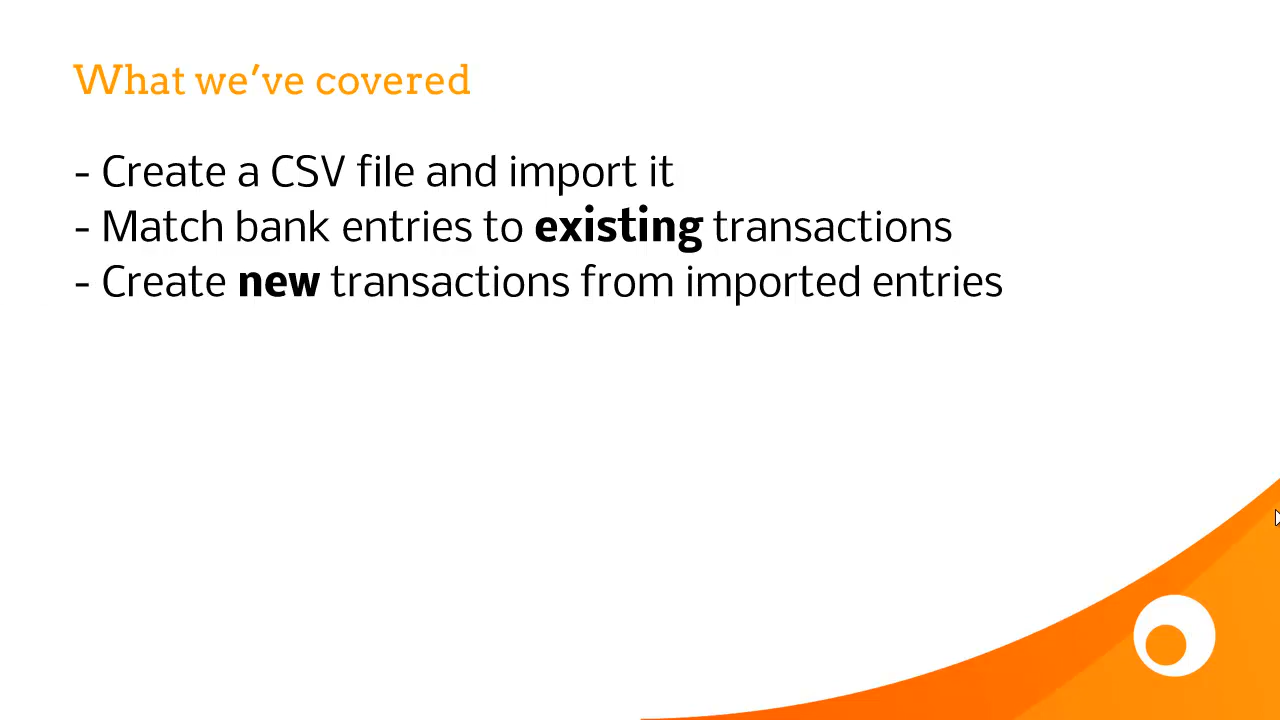 What we’ve covered
- Create a CSV file and import it
- Match bank entries to existing transactions
- Create new transactions from imported entries